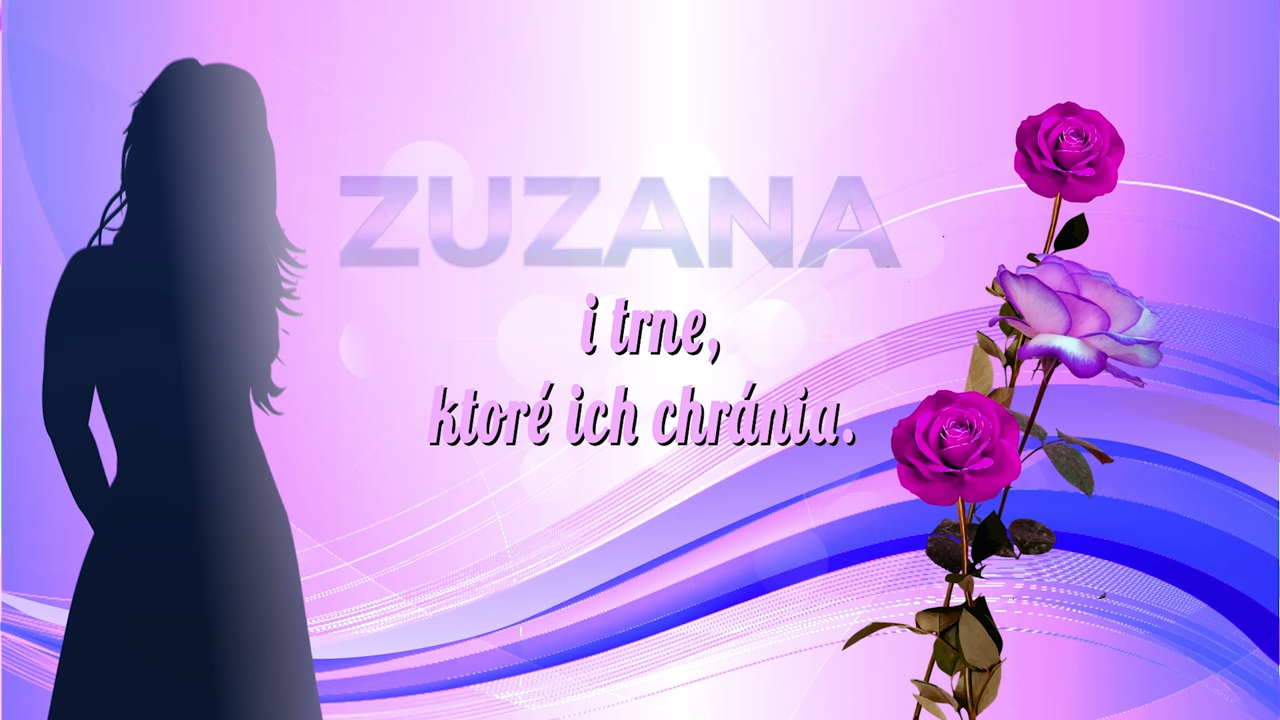 ZUZANA
i trne,
ktoré ich chránia.